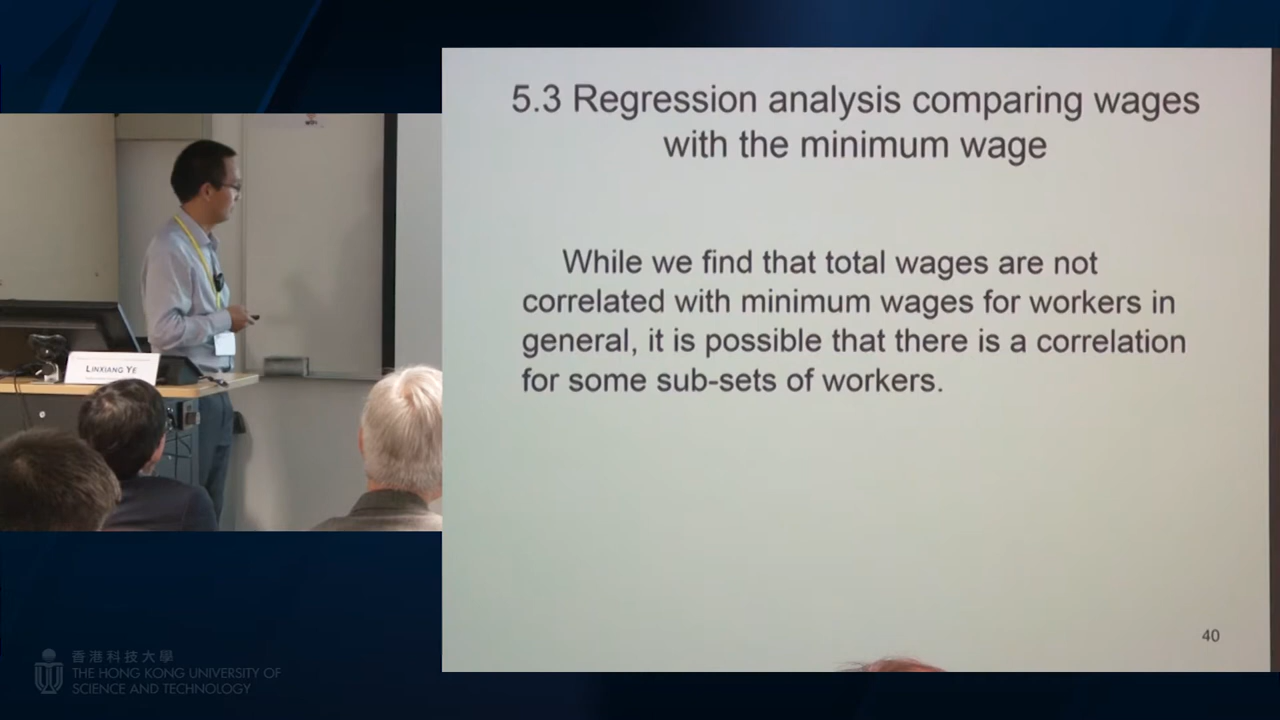 5.3 Regression analysis comparing wages
with the minimum wage
While we find that total wages are not
correlated with minimum wages for workers in
general, it is possible that there is a correlation
for some sub-sets of workers.
40
LINXIANG YE
香港科技大學
THE HONG KONG UNIVERSITY OF
SCIENCE AND TECHNOLOGY